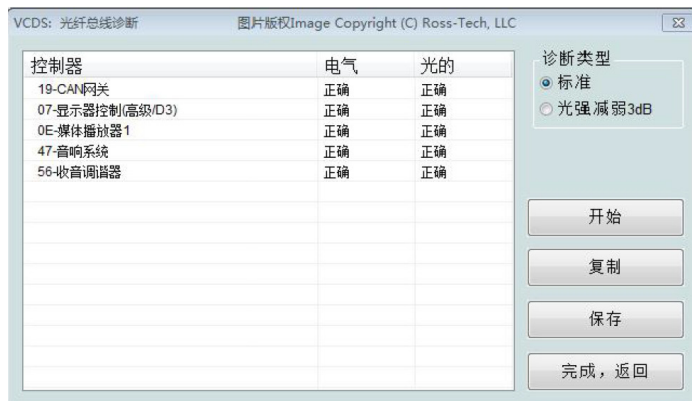 VCDS: 光纤总线诊断 图片版权Image Copyright (C) Ross-Tech, LLC
控制器 电气 光的
19-CAN网关 正确 正确
07-显示器控制(高级/D3) 正确 正确
0E-媒体播放器1 正确 正确
47-音响系统 正确 正确
56-收音调谐器 正确 正确
诊断类型
标准
光强减弱3dB
开始
复制
保存
完成，返回